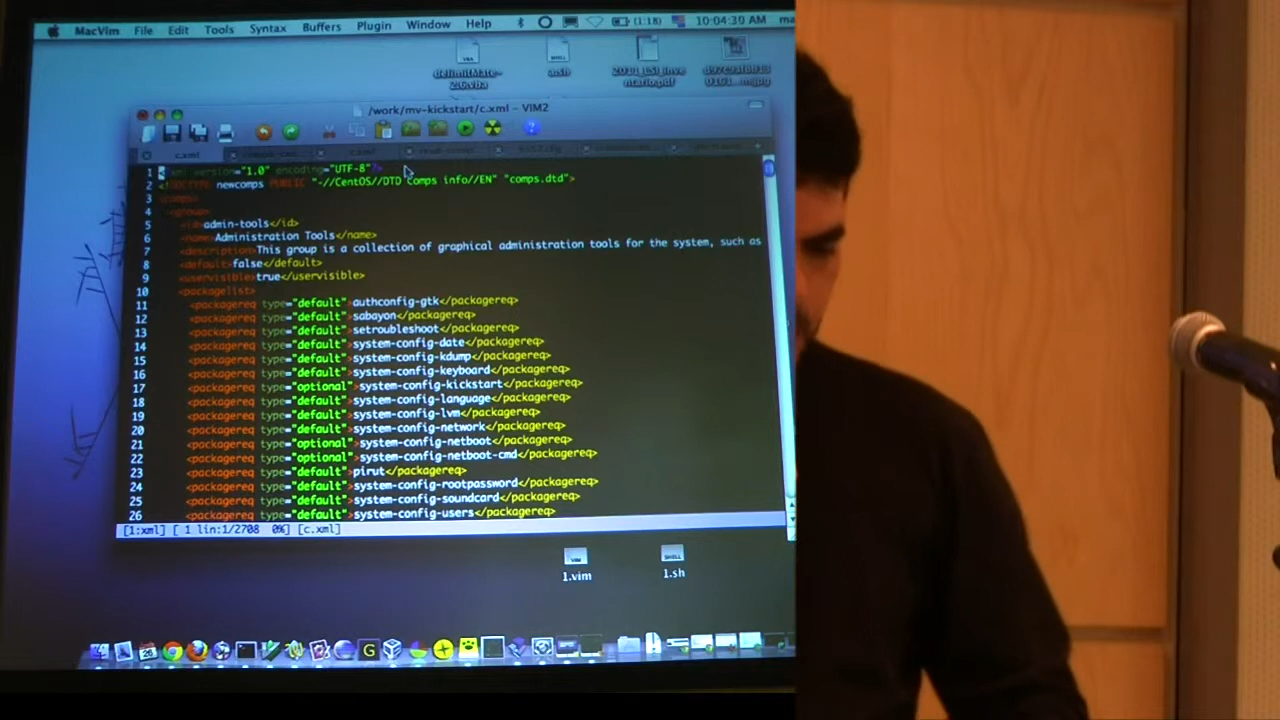 MacVim File Edit Tools Syntax Buffers Plugin Window Help (1:18) 10:04:30 AM
delimitMate-
2.6.vba
a.sh
/work/mv-kickstart/c.xml - VIM2
c.xml
1 <?xml version="1.0" encoding="UTF-8"?>
2 <!DOCTYPE newcomps PUBLIC "-//CentOS//DTD Comps info//EN" "comps.dtd">
3 <comps>
4 <group>
5 <id>admin-tools</id>
6 <name>Administration Tools</name>
7 <description>This group is a collection of graphical administration tools for the system, such as
8 <default>false</default>
9 <uservisible>true</uservisible>
10 <packagelist>
11 <packagereq type="default">authconfig-gtk</packagereq>
12 <packagereq type="default">sabayon</packagereq>
13 <packagereq type="default">setroubleshoot</packagereq>
14 <packagereq type="default">system-config-date</packagereq>
15 <packagereq type="default">system-config-kdump</packagereq>
16 <packagereq type="default">system-config-keyboard</packagereq>
17 <packagereq type="optional">system-config-kickstart</packagereq>
18 <packagereq type="default">system-config-language</packagereq>
19 <packagereq type="default">system-config-lvm</packagereq>
20 <packagereq type="default">system-config-network</packagereq>
21 <packagereq type="optional">system-config-netboot</packagereq>
22 <packagereq type="optional">system-config-netboot-cmd</packagereq>
23 <packagereq type="default">pirut</packagereq>
24 <packagereq type="default">system-config-rootpassword</packagereq>
25 <packagereq type="default">system-config-soundcard</packagereq>
26 <packagereq type="default">system-config-users</packagereq>
[1:xml] [ 1 lin:1/2708 0%] [c.xml]
VIM
SHELL
1.vim
1.sh
26